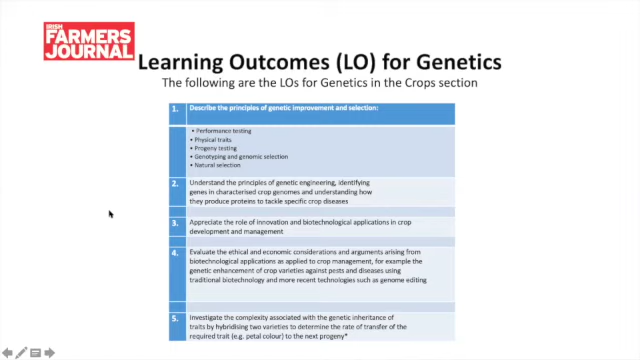 IRISH
FARMERS
JOURNAL
Learning Outcomes (LO) for Genetics
The following are the LOs for Genetics in the Crops section
1. Describe the principles of genetic improvement and selection:
• Performance testing
• Physical traits
• Progeny testing
• Genotyping and genomic selection
• Natural selection
2. Understand the principles of genetic engineering, identifying
genes in characterised crop genomes and understanding how
they produce proteins to tackle specific crop diseases
3. Appreciate the role of innovation and biotechnological applications in crop
development and management
4. Evaluate the ethical and economic considerations and arguments arising from
biotechnological applications as applied to crop management, for example the
genetic enhancement of crop varieties against pests and diseases using
traditional biotechnology and more recent technologies such as genome editing
5. Investigate the complexity associated with the genetic inheritance of
traits by hybridising two varieties to determine the rate of transfer of the
required trait (e.g. petal colour) to the next progeny*